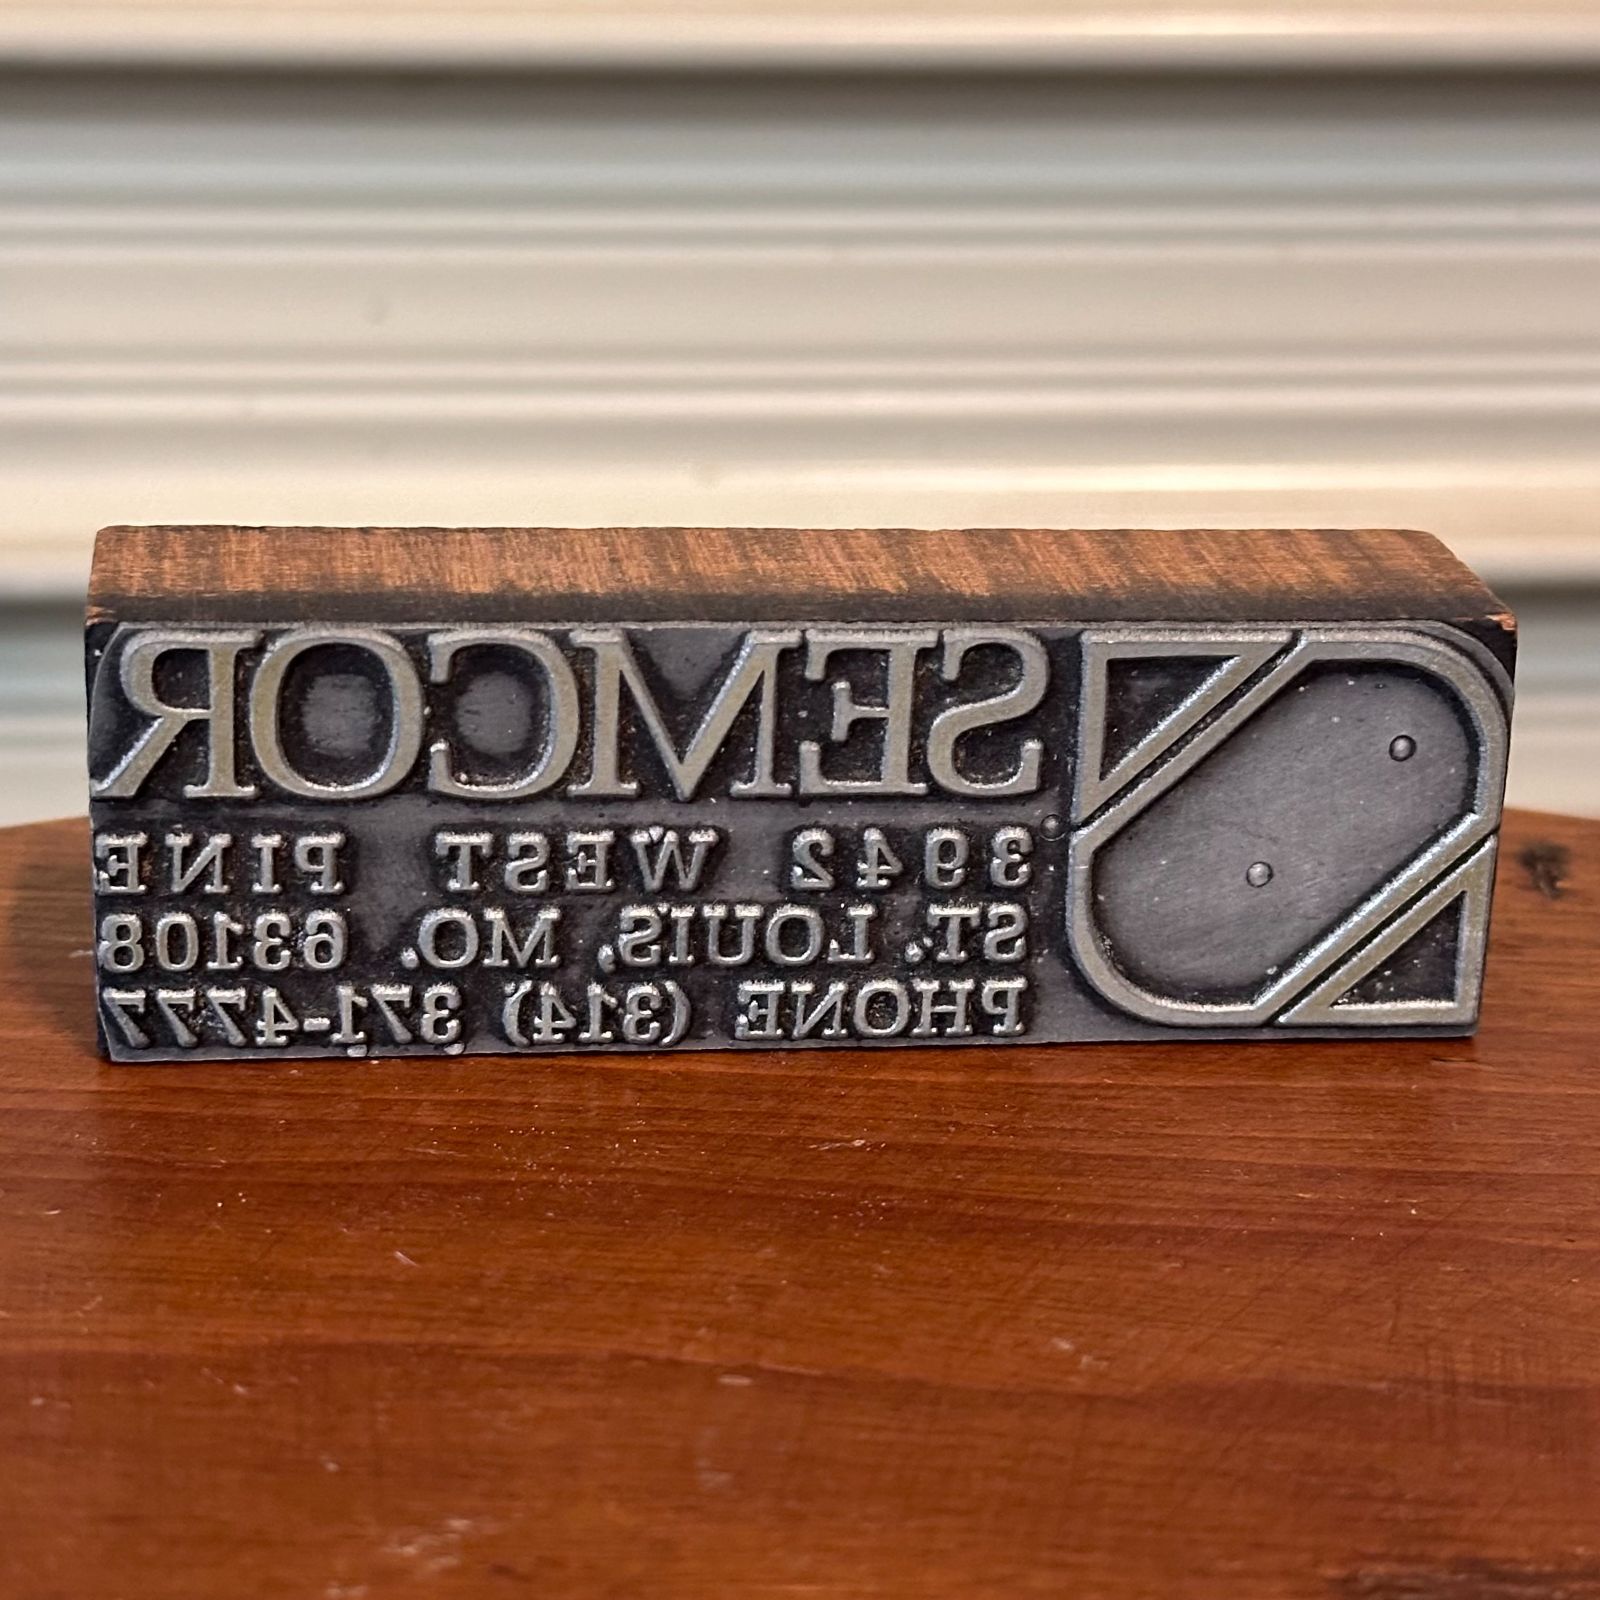 SEMCOR
3942 WEST PINE
ST. LOUIS, MO. 63108
PHONE (314) 371-4777